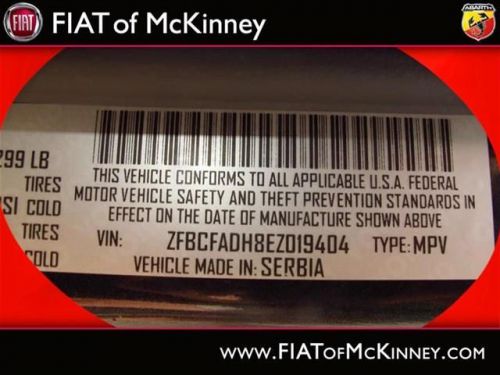 FIAT
FIAT of McKinney
ABARTH
299 LB
TIRES
SI COLD
TIRES
COLD
THIS VEHICLE CONFORMS TO ALL APPLICABLE U.S.A. FEDERAL
MOTOR VEHICLE SAFETY AND THEFT PREVENTION STANDARDS IN
EFFECT ON THE DATE OF MANUFACTURE SHOWN ABOVE
VIN: ZFBCFADH8EZ019404 TYPE: MPV
VEHICLE MADE IN: SERBIA
www.FIATofMcKinney.com